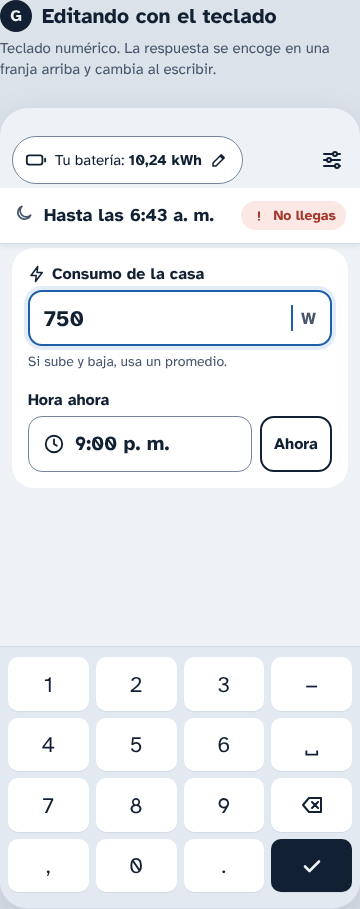 G Editando con el teclado
Teclado numérico. La respuesta se encoge en una
franja arriba y cambia al escribir.
Tu batería: 10,24 kWh
Hasta las 6:43 a. m.
! No llegas
Consumo de la casa
750 W
Si sube y baja, usa un promedio.
Hora ahora
9:00 p. m.
Ahora
1 2 3 –
4 5 6 ␣
7 8 9
, 0 .